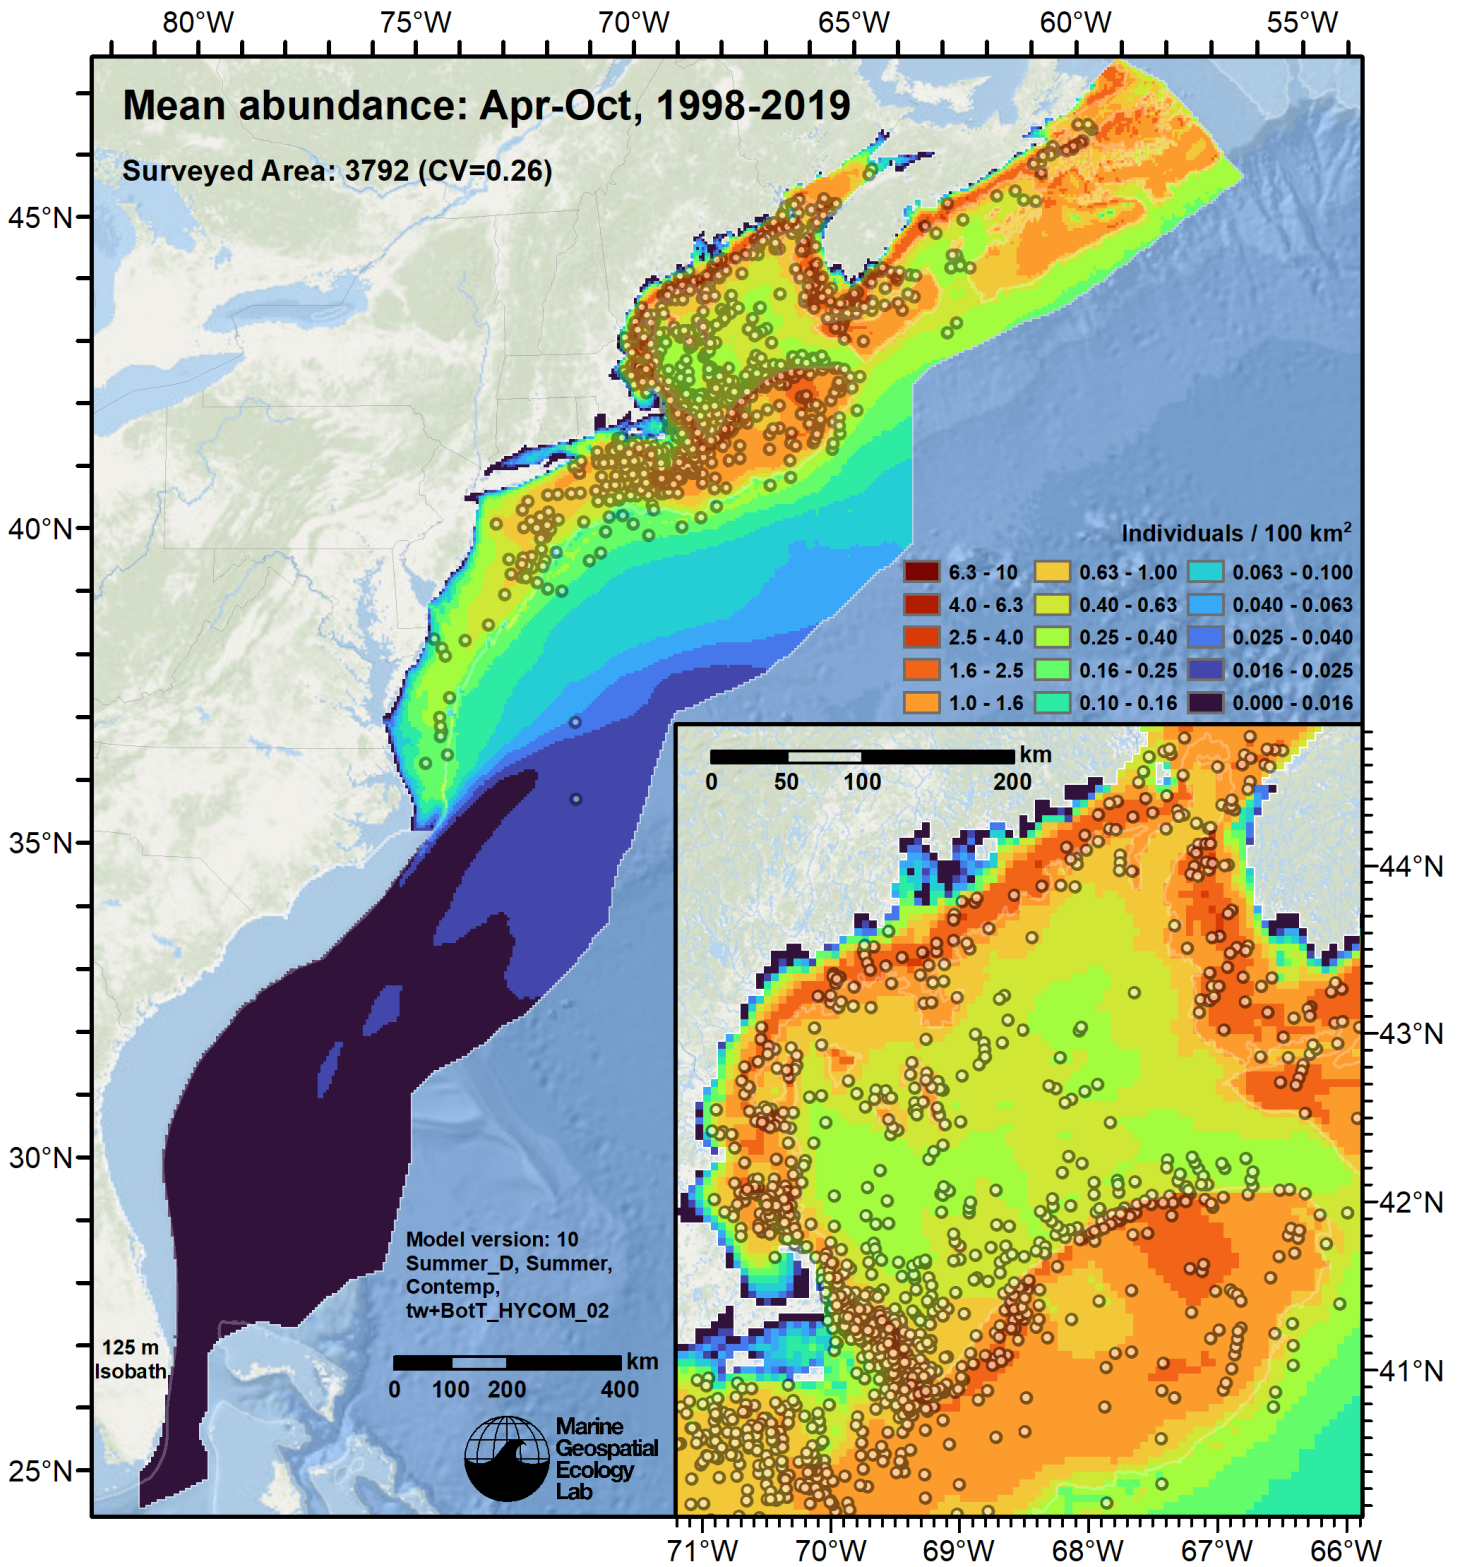 80°W 75°W 70°W 65°W 60°W 55°W
Mean abundance: Apr-Oct, 1998-2019
Surveyed Area: 3792 (CV=0.26)
45°N
40°N
35°N
30°N
25°N
Individuals / 100 km2
6.3 - 10 0.63 - 1.00 0.063 - 0.100
4.0 - 6.3 0.40 - 0.63 0.040 - 0.063
2.5 - 4.0 0.25 - 0.40 0.025 - 0.040
1.6 - 2.5 0.16 - 0.25 0.016 - 0.025
1.0 - 1.6 0.10 - 0.16 0.000 - 0.016
km
0 50 100 200
44°N
43°N
42°N
41°N
Model version: 10
Summer_D, Summer,
Contemp,
tw+BotT_HYCOM_02
125 m
Isobath
km
0 100 200 400
Marine
Geospatial
Ecology
Lab
71°W 70°W 69°W 68°W 67°W 66°W